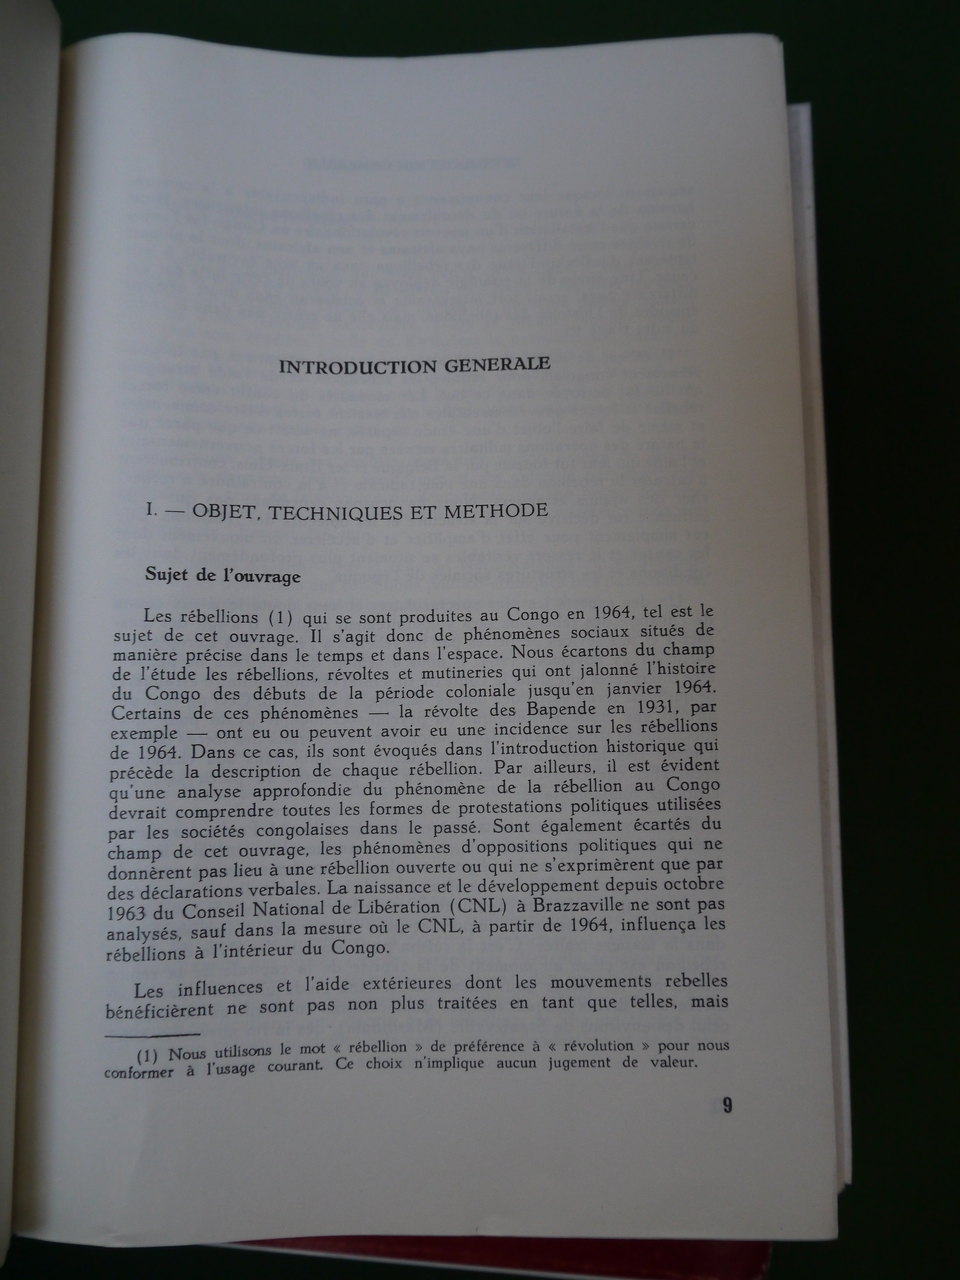 INTRODUCTION GENERALE
I. — OBJET, TECHNIQUES ET METHODE
Sujet de l'ouvrage
Les rébellions (1) qui se sont produites au Congo en 1964, tel est le
sujet de cet ouvrage. Il s'agit donc de phénomènes sociaux situés de
manière précise dans le temps et dans l'espace. Nous écartons du champ
de l'étude les rébellions, révoltes et mutineries qui ont jalonné l'histoire
du Congo des débuts de la période coloniale jusqu'en janvier 1964.
Certains de ces phénomènes — la révolte des Bapende en 1931, par
exemple — ont eu ou peuvent avoir eu une incidence sur les rébellions
de 1964. Dans ce cas, ils sont évoqués dans l'introduction historique qui
précède la description de chaque rébellion. Par ailleurs, il est évident
qu'une analyse approfondie du phénomène de la rébellion au Congo
devrait comprendre toutes les formes de protestations politiques utilisées
par les sociétés congolaises dans le passé. Sont également écartés du
champ de cet ouvrage, les phénomènes d'oppositions politiques qui ne
donnèrent pas lieu à une rébellion ouverte ou qui ne s'exprimèrent que par
des déclarations verbales. La naissance et le développement depuis octobre
1963 du Conseil National de Libération (CNL) à Brazzaville ne sont pas
analysés, sauf dans la mesure où le CNL, à partir de 1964, influença les
rébellions à l'intérieur du Congo.
Les influences et l'aide extérieures dont les mouvements rebelles
bénéficièrent ne sont pas non plus traitées en tant que telles, mais
(1) Nous utilisons le mot « rébellion » de préférence à « révolution » pour nous
conformer à l'usage courant. Ce choix n'implique aucun jugement de valeur.
9